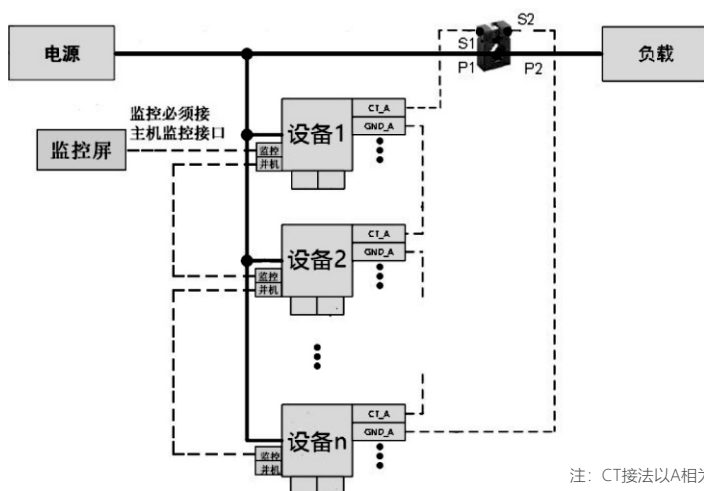 电源
负载
S1
S2
P1
P2
监控必须接
主机监控接口
监控屏
设备1
CT_A
GND_A
监控
并机
设备2
CT_A
GND_A
监控
并机
设备n
CT_A
GND_A
监控
并机
注：CT接法以A相为